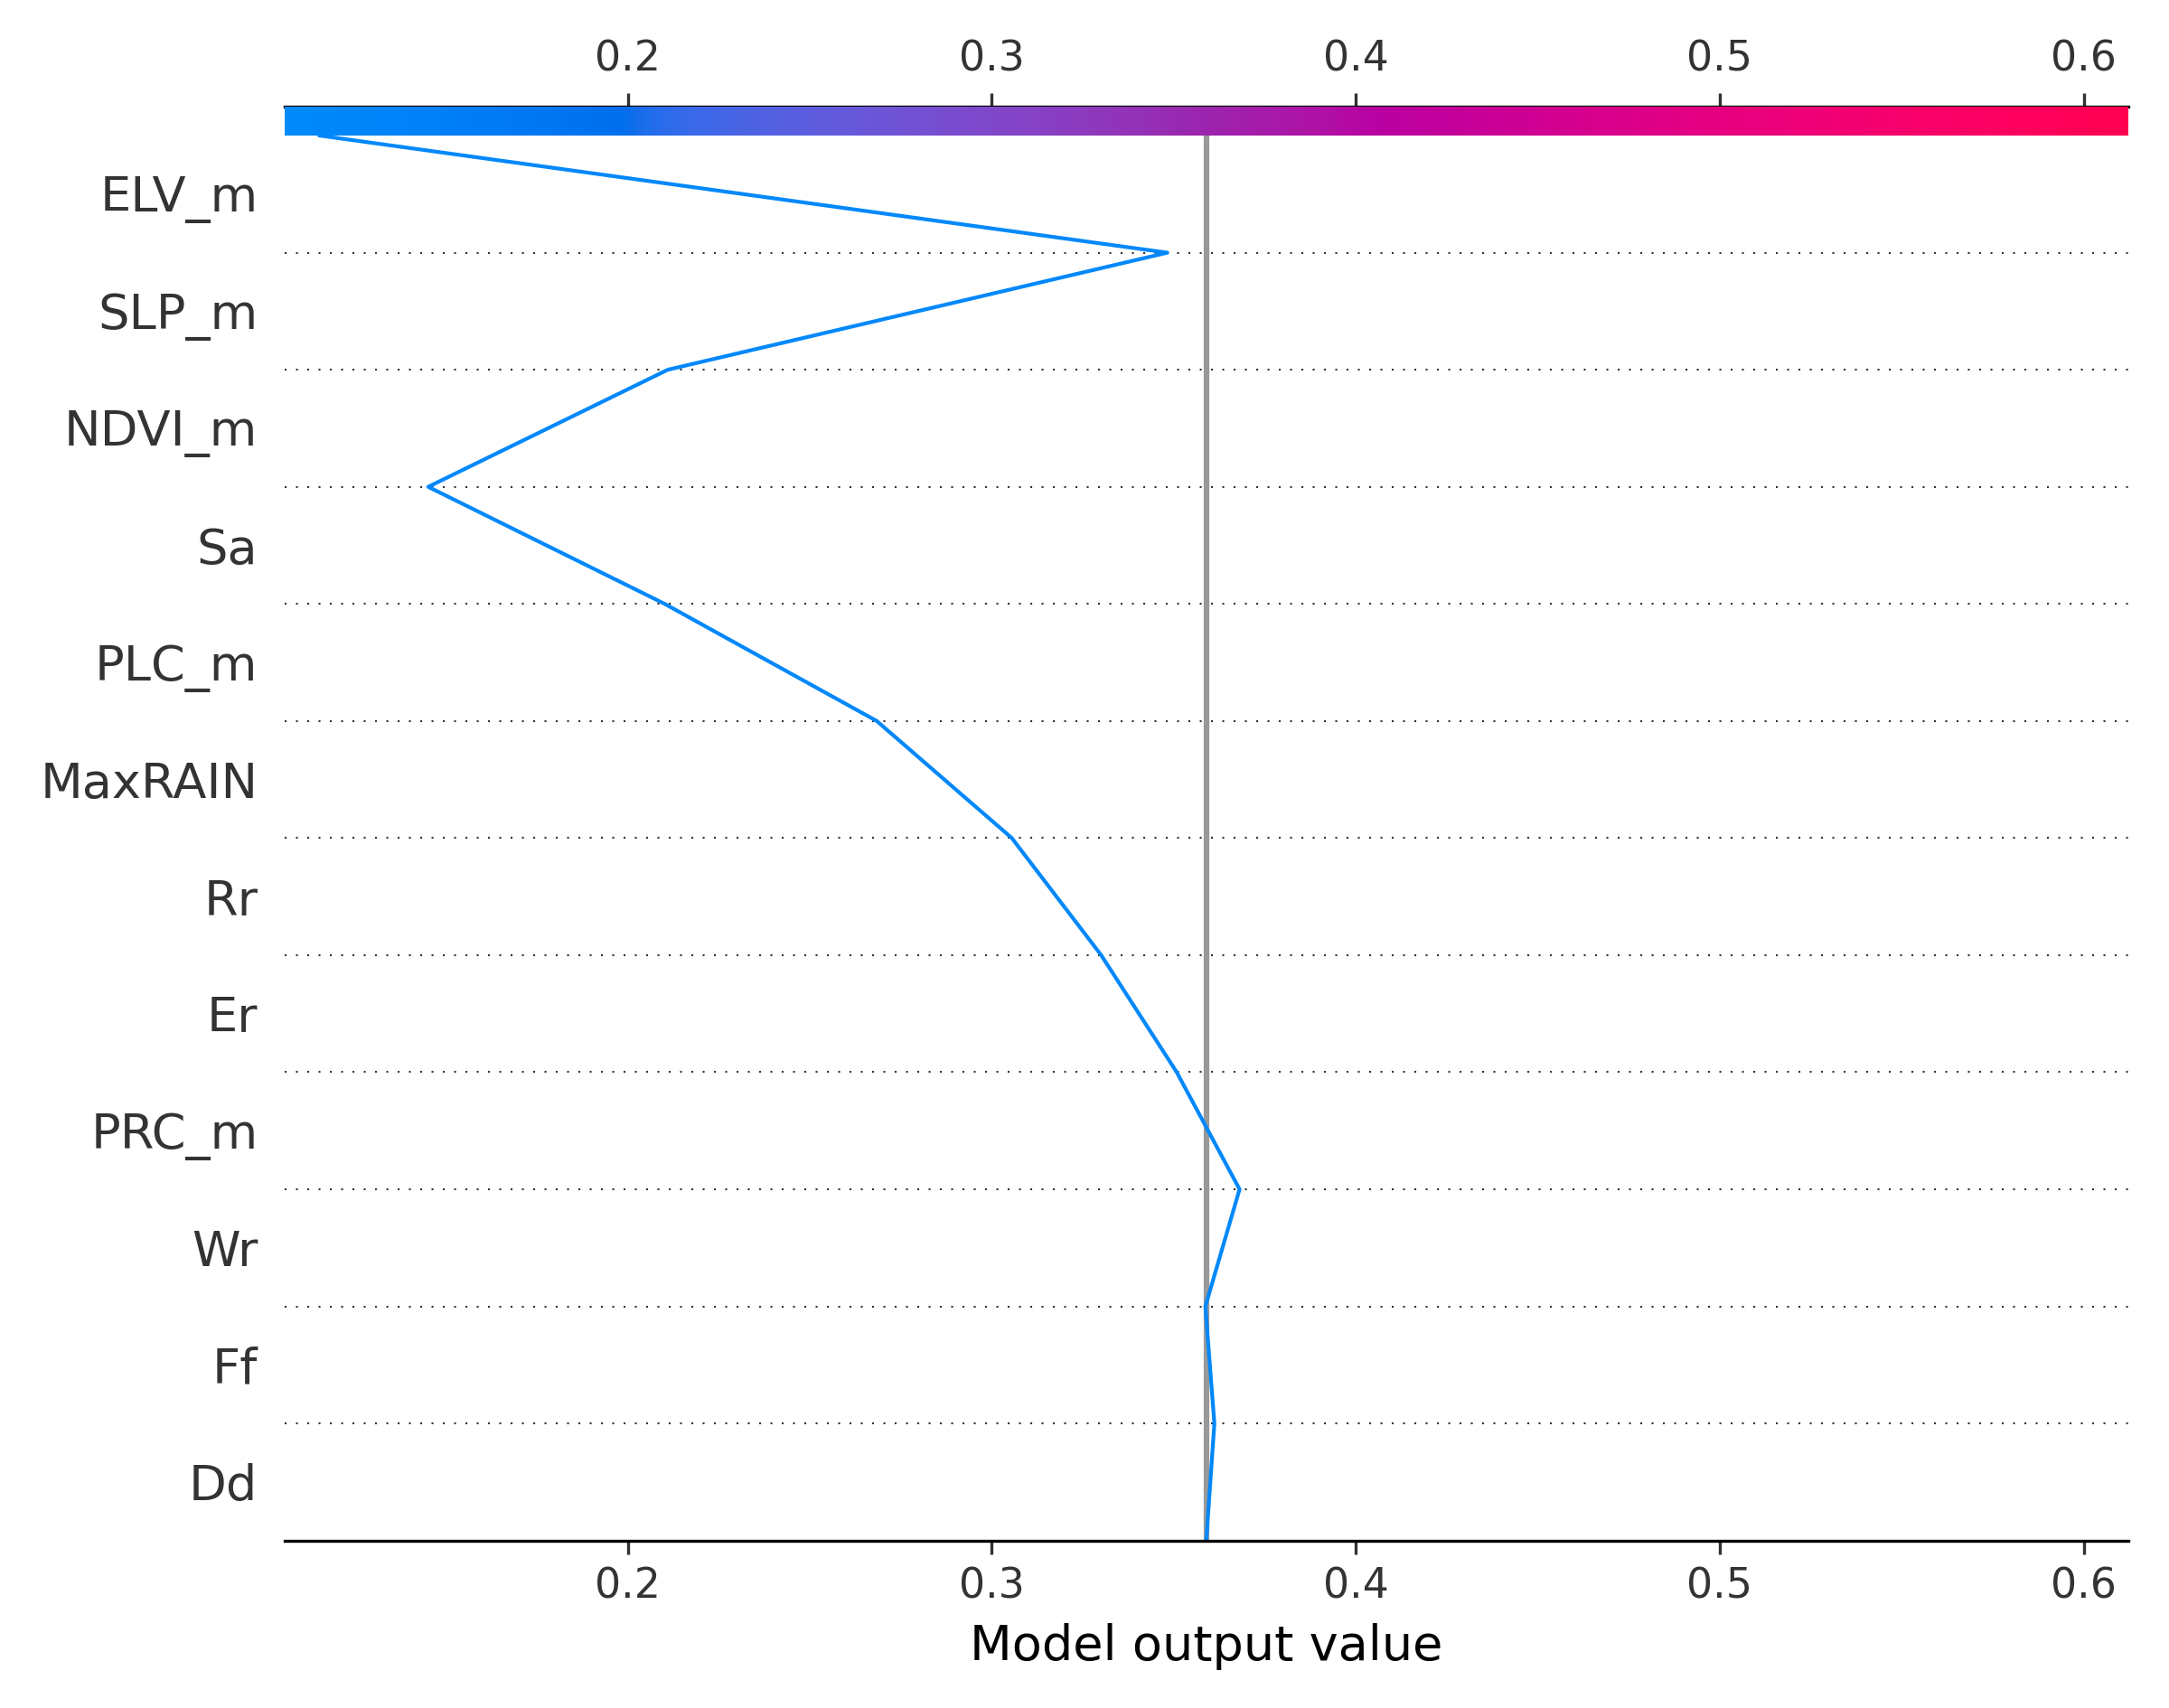 0.2 0.3 0.4 0.5 0.6
ELV_m
SLP_m
NDVI_m
Sa
PLC_m
MaxRAIN
Rr
Er
PRC_m
Wr
Ff
Dd
0.2 0.3 0.4 0.5 0.6
Model output value